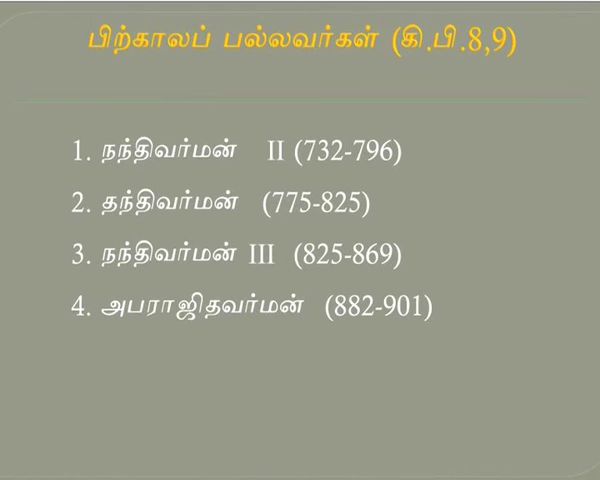 பிற்காலப் பல்லவர்கள் (கி.பி.8,9)
1. நந்திவர்மன் II (732-796)
2. தந்திவர்மன் (775-825)
3. நந்திவர்மன் III (825-869)
4. அபராஜிதவர்மன் (882-901)